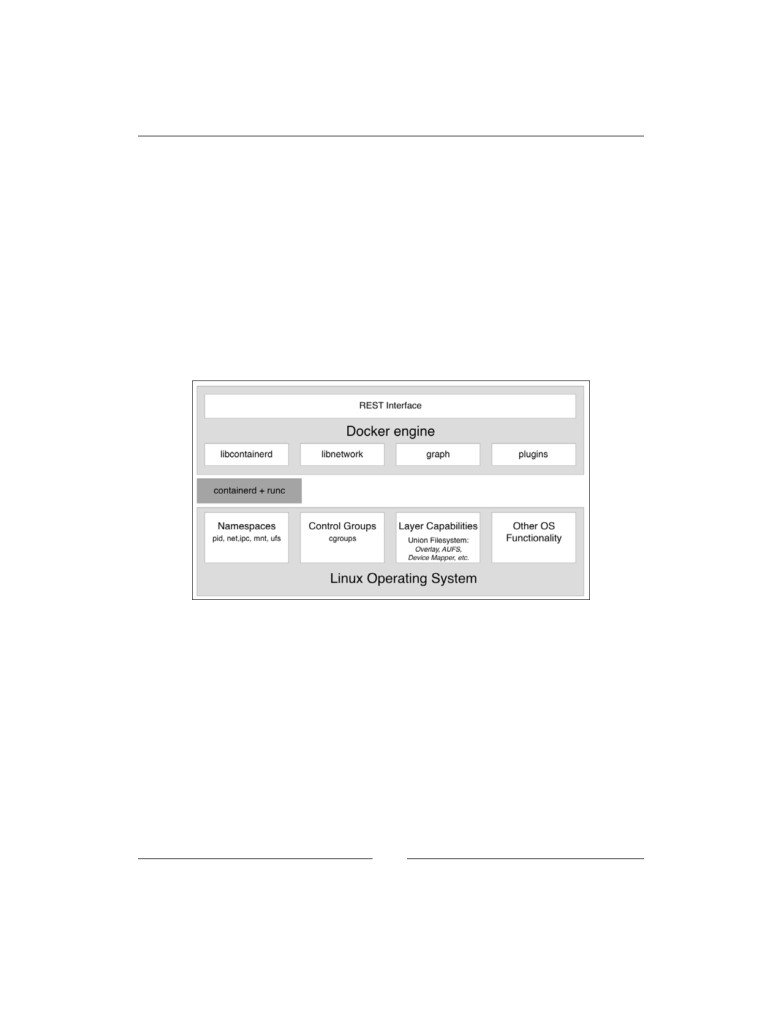 REST Interface
Docker engine
libcontainerd
libnetwork
graph
plugins
containerd + runc
Namespaces
pid, net.ipc, mnt, ufs
Control Groups
cgroups
Layer Capabilities
Union Filesystem:
Overlay, AUFS,
Device Mapper, etc.
Other OS
Functionality
Linux Operating System